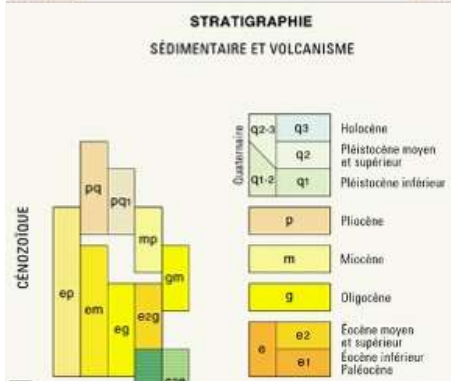 STRATIGRAPHIE
SÉDIMENTAIRE ET VOLCANISME
CÉNOZOÏQUE
pq
pq1
mp
gm
ep
em
eg
e2g
Quaternaire
q2-3
q3
Holocène
q2
Pléistocène moyen
et supérieur
q1-2
q1
Pléistocène inférieur
p
Pliocène
m
Miocène
g
Oligocène
e
e2
Éocène moyen
et supérieur
e1
Éocène inférieur
Paléocène